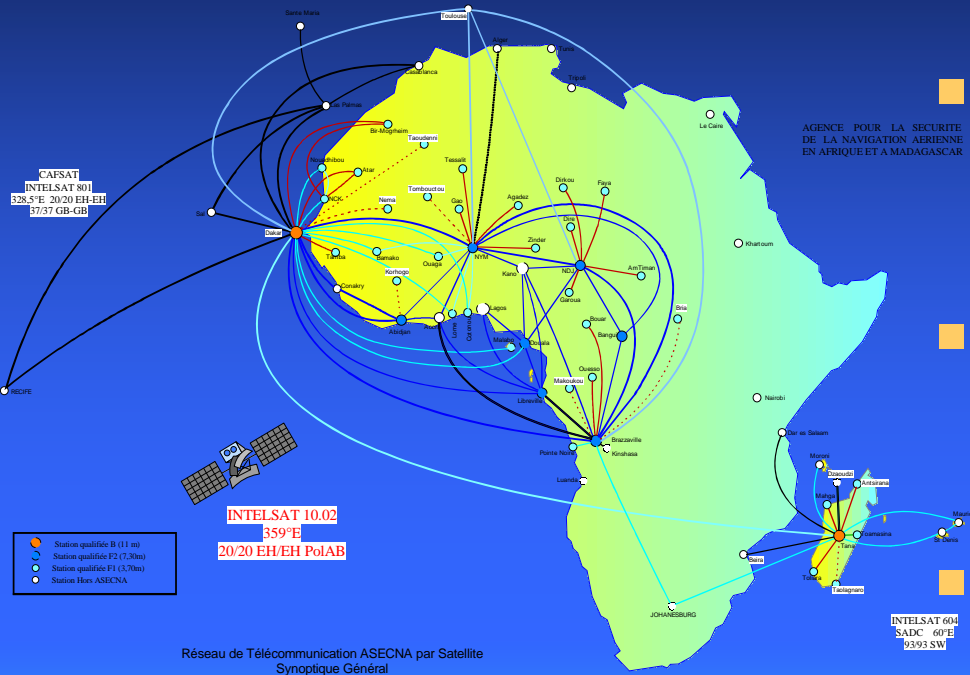 Santa Maria
Toulouse
Alger
Tunis
Casablanca
Tripoli
Las Palmas
Le Caire
AGENCE POUR LA SECURITE
DE LA NAVIGATION AERIENNE
EN AFRIQUE ET A MADAGASCAR
Bir-Mogrheim
Taoudenni
CAFSAT
INTELSAT 801
328,5°E 20/20 EH-EH
37/37 GB-GB
Nouadhibou
Atar
Tessalit
Tombouctou
Dirkou
Faya
NCK
Nema
Gao
Agadez
Sal
Dakar
Dire
Zinder
Khartoum
Tamba
Bamako
Ouaga
NYM
Kano
NDJ
AmTiman
Korhogo
Conakry
Garoua
Lagos
Bria
Abidjan
Accra
Lome
Cotonou
Bouar
Malabo
Douala
Bangui
Ouesso
RECIFE
Makoukou
Libreville
Nairobi
Brazzaville
Kinshasa
Pointe Noire
Dar es Salaam
Luanda
Moroni
Dzaoudzi
Antsirana
Mahga
INTELSAT 10.02
359°E
20/20 EH/EH PolAB
Toamasina
St Denis
Tana
Beira
Toliara
Taolagnaro
JOHANESBURG
Station qualifiée B (11 m)
Station qualifiée F2 (7,30m)
Station qualifiée F1 (3,70m)
Station Hors ASECNA
INTELSAT 604
SADC 60°E
93/93 SW
Réseau de Télécommunication ASECNA par Satellite
Synoptique Général